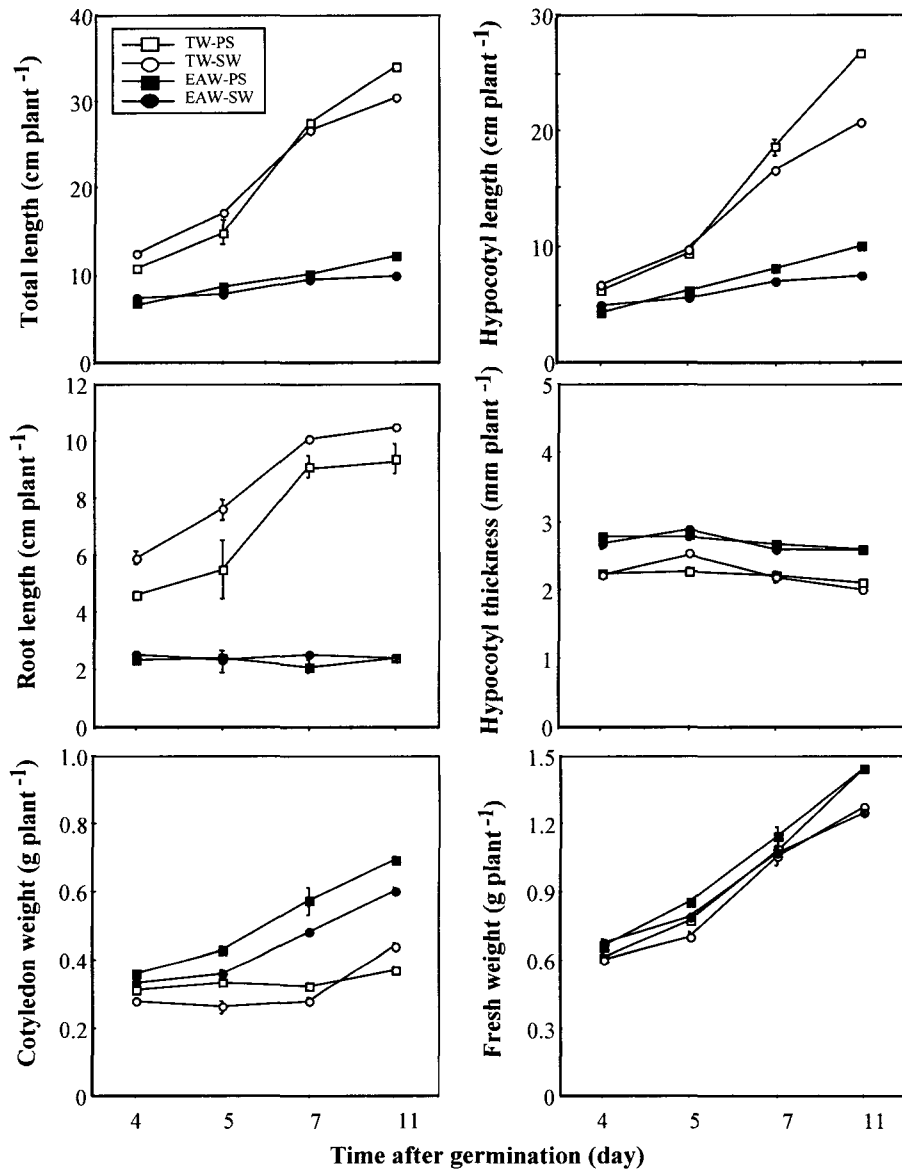 40
30
20
10
0
Total length (cm plant -1)
TW-PS
TW-SW
EAW-PS
EAW-SW
30
20
10
0
Hypocotyl length (cm plant -1)
12
10
8
6
4
2
0
Root length (cm plant -1)
5
4
3
2
1
0
Hypocotyl thickness (mm plant -1)
1.0
0.8
0.6
0.4
0.2
0
Cotyledon weight (g plant -1)
4 5 7 11
1.5
1.2
0.9
0.6
0.3
0
Fresh weight (g plant -1)
4 5 7 11
Time after germination (day)